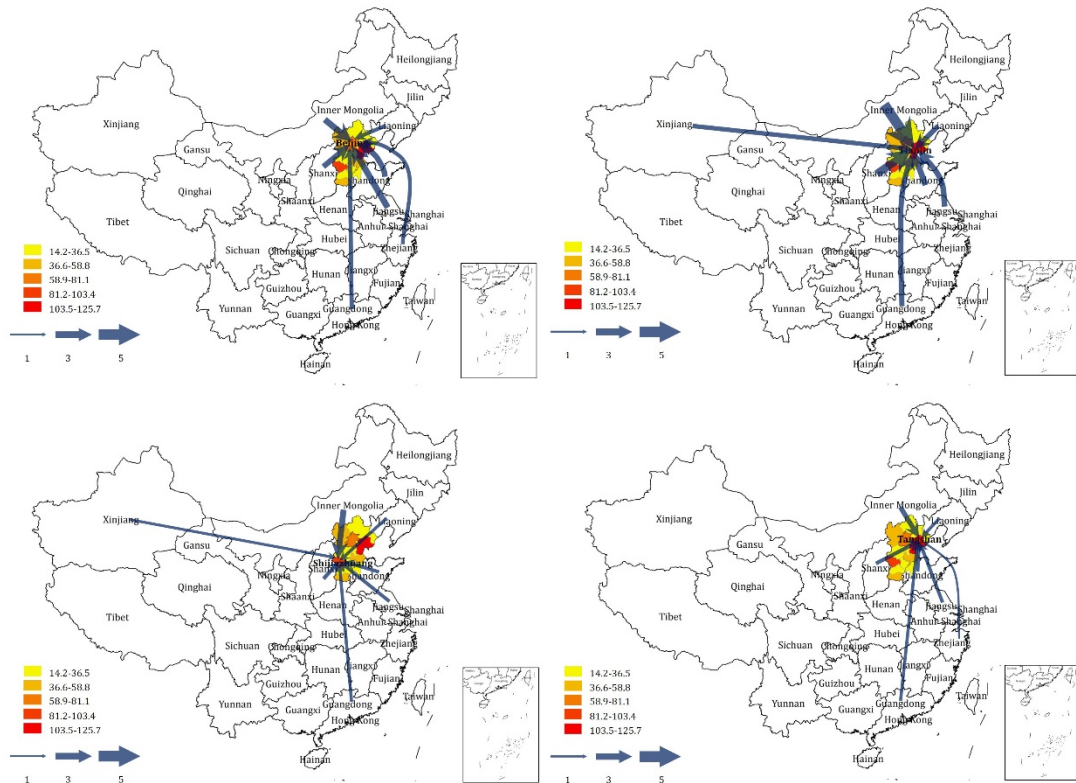 Heilongjiang
Jilin
Inner Mongolia
Liaoning
Xinjiang
Beijing
Gansu
Shanxi
Shandong
Ningxia
Qinghai
Shaanxi
Henan
Jiangsu
Shanghai
Tibet
Anhui
Shanghai
Hubei
Sichuan
Chongqing
Zhejiang
Hunan
Jiangxi
Guizhou
Fujian
Yunnan
Taiwan
Guangxi
Guangdong
Hong Kong
Hainan
14.2-36.5
36.6-58.8
58.9-81.1
81.2-103.4
103.5-125.7
1 3 5
Heilongjiang
Jilin
Inner Mongolia
Liaoning
Xinjiang
Gansu
Shanxi
Shandong
Ningxia
Qinghai
Shaanxi
Henan
Jiangsu
Shanghai
Tibet
Anhui
Shanghai
Hubei
Sichuan
Chongqing
Zhejiang
Hunan
Jiangxi
Guizhou
Fujian
Yunnan
Taiwan
Guangxi
Guangdong
Hong Kong
Hainan
14.2-36.5
36.6-58.8
58.9-81.1
81.2-103.4
103.5-125.7
1 3 5
Heilongjiang
Jilin
Inner Mongolia
Liaoning
Xinjiang
Gansu
Shijiazhuang
Shandong
Ningxia
Qinghai
Shaanxi
Henan
Jiangsu
Shanghai
Tibet
Anhui
Shanghai
Hubei
Sichuan
Chongqing
Zhejiang
Hunan
Jiangxi
Guizhou
Fujian
Yunnan
Taiwan
Guangxi
Guangdong
Hong Kong
Hainan
14.2-36.5
36.6-58.8
58.9-81.1
81.2-103.4
103.5-125.7
1 3 5
Heilongjiang
Jilin
Inner Mongolia
Liaoning
Xinjiang
Tangshan
Gansu
Shanxi
Shandong
Ningxia
Qinghai
Shaanxi
Henan
Jiangsu
Shanghai
Tibet
Anhui
Shanghai
Hubei
Sichuan
Chongqing
Zhejiang
Hunan
Jiangxi
Guizhou
Fujian
Yunnan
Taiwan
Guangxi
Guangdong
Hong Kong
Hainan
14.2-36.5
36.6-58.8
58.9-81.1
81.2-103.4
103.5-125.7
1 3 5